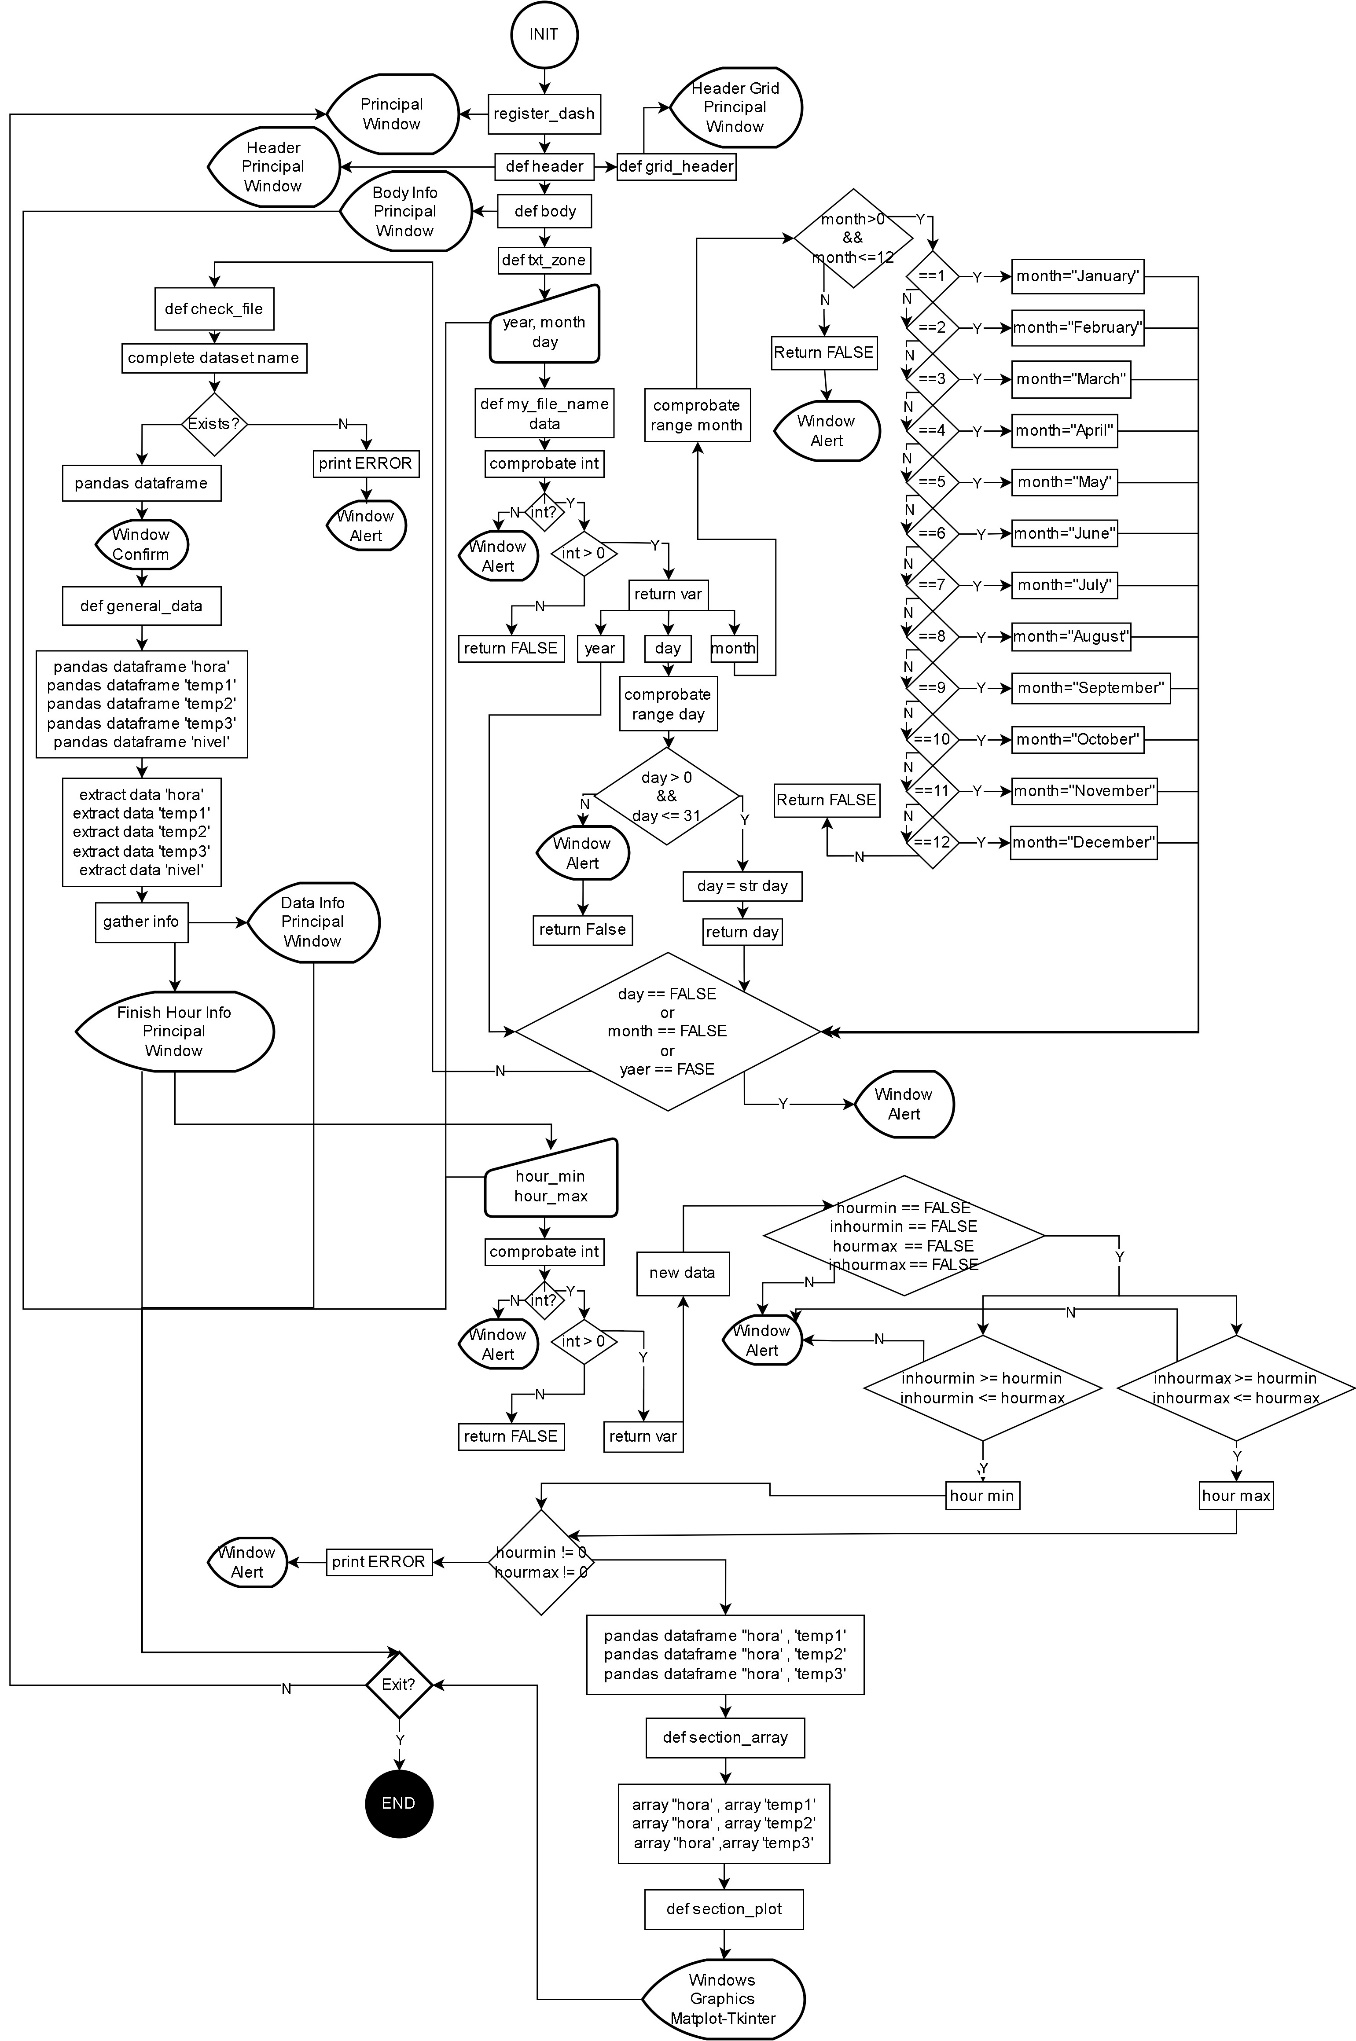 INIT
Principal
Window
register_dash
Header Grid
Principal
Window
Header
Principal
Window
def header
def grid_header
Body Info
Principal
Window
def body
def txt_zone
year, month
day
def my_file_name
data
comprobate int
int?
N
Y
Window
Alert
int > 0
Y
N
return FALSE
return var
year
day
month
comprobate
range day
day > 0
&&
day <= 31
N
Y
Window
Alert
return False
day = str day
return day
comprobate
range month
month>0
&&
month<=12
Y
N
Return FALSE
Window
Alert
==1
Y
month="January"
N
==2
Y
month="February"
N
==3
Y
month="March"
N
==4
Y
month="April"
N
==5
Y
month="May"
N
==6
Y
month="June"
N
==7
Y
month="July"
N
==8
Y
month="August"
N
==9
Y
month="September"
N
==10
Y
month="October"
N
==11
Y
month="November"
N
==12
Y
month="December"
N
Return FALSE
day == FALSE
or
month == FALSE
or
yaer == FASE
N
Y
Window
Alert
def check_file
complete dataset name
Exists?
N
print ERROR
Window
Alert
pandas dataframe
Window
Confirm
def general_data
pandas dataframe 'hora'
pandas dataframe 'temp1'
pandas dataframe 'temp2'
pandas dataframe 'temp3'
pandas dataframe 'nivel'
extract data 'hora'
extract data 'temp1'
extract data 'temp2'
extract data 'temp3'
extract data 'nivel'
gather info
Data Info
Principal
Window
Finish Hour Info
Principal
Window
hour_min
hour_max
comprobate int
int?
N
Y
Window
Alert
int > 0
Y
N
return FALSE
return var
new data
hourmin == FALSE
inhourmin == FALSE
hourmax == FALSE
inhourmax == FALSE
N
Y
Window
Alert
N
N
inhourmin >= hourmin
inhourmin <= hourmax
inhourmax >= hourmin
inhourmax <= hourmax
Y
Y
hour min
hour max
hourmin != 0
hourmax != 0
print ERROR
Window
Alert
pandas dataframe "hora' , 'temp1'
pandas dataframe "hora' , 'temp2'
pandas dataframe "hora' , 'temp3'
def section_array
array "hora' , array 'temp1'
array "hora' , array 'temp2'
array "hora' ,array 'temp3'
def section_plot
Windows
Graphics
Matplot-Tkinter
Exit?
N
Y
END